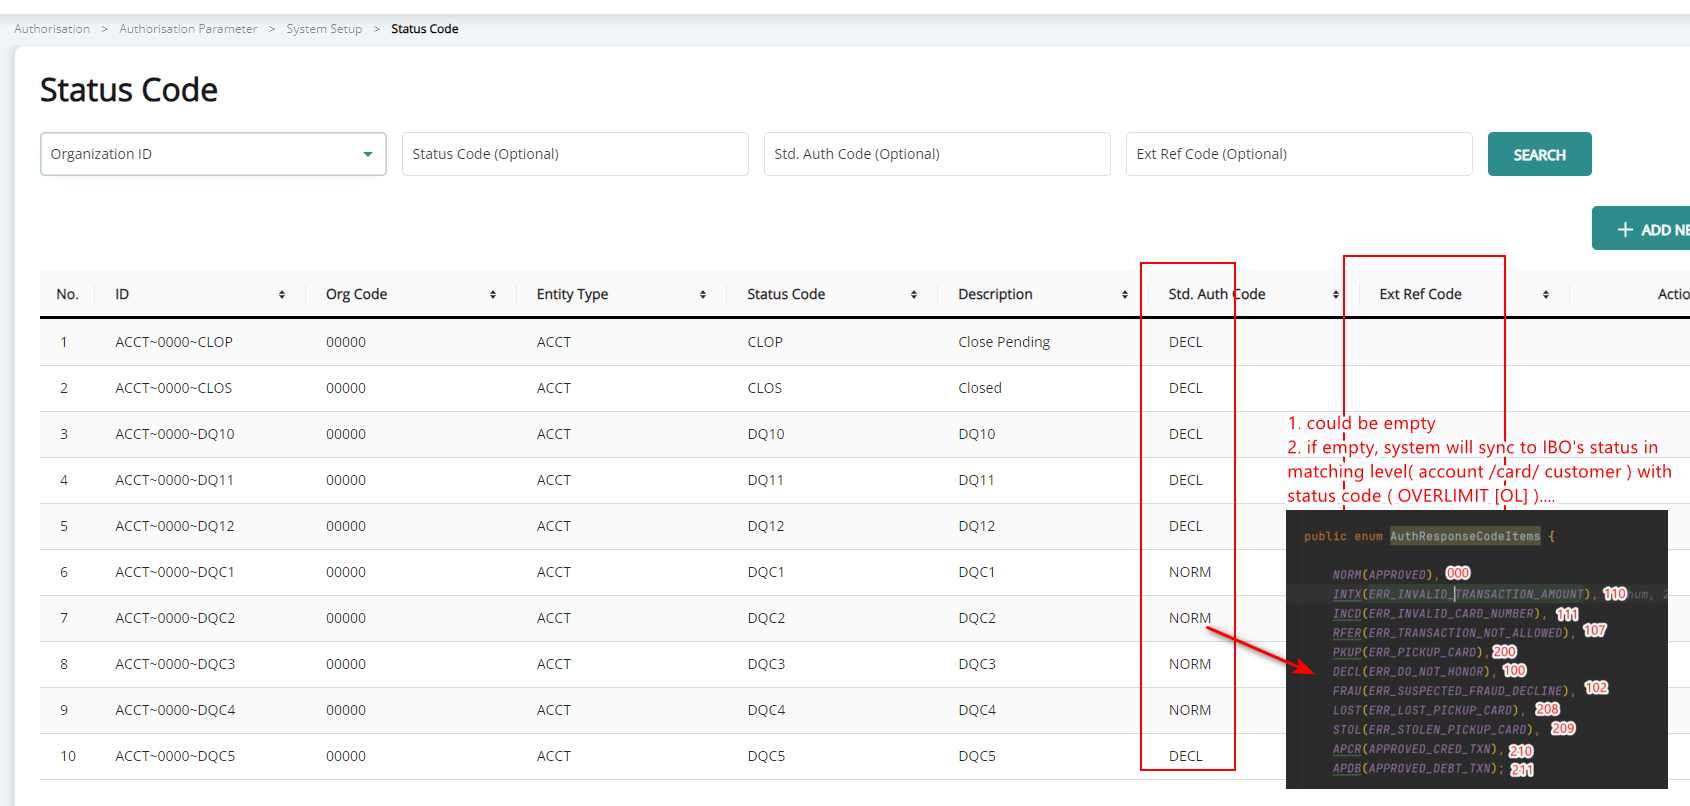 Authorisation > Authorisation Parameter > System Setup > Status Code
Status Code
Organization ID Status Code (Optional) Std. Auth Code (Optional) Ext Ref Code (Optional) SEARCH
+ ADD NE
No. ID Org Code Entity Type Status Code Description Std. Auth Code Ext Ref Code Actio
1 ACCT~0000~CLOP 00000 ACCT CLOP Close Pending DECL
2 ACCT~0000~CLOS 00000 ACCT CLOS Closed DECL
3 ACCT~0000~DQ10 00000 ACCT DQ10 DQ10 DECL
4 ACCT~0000~DQ11 00000 ACCT DQ11 DQ11 DECL
5 ACCT~0000~DQ12 00000 ACCT DQ12 DQ12 DECL
6 ACCT~0000~DQC1 00000 ACCT DQC1 DQC1 NORM
7 ACCT~0000~DQC2 00000 ACCT DQC2 DQC2 NORM
8 ACCT~0000~DQC3 00000 ACCT DQC3 DQC3 NORM
9 ACCT~0000~DQC4 00000 ACCT DQC4 DQC4 NORM
10 ACCT~0000~DQC5 00000 ACCT DQC5 DQC5 DECL
1. could be empty
2. if empty, system will sync to IBO's status in
matching level( account /card/ customer ) with
status code ( OVERLIMIT [OL] )....
public enum AuthResponseCodeItems {
NORM(APPROVED), 000
INTX(ERR_INVALID_TRANSACTION_AMOUNT), 110
INCD(ERR_INVALID_CARD_NUMBER), 111
RFER(ERR_TRANSACTION_NOT_ALLOWED), 107
PKUP(ERR_PICKUP_CARD), 200
DECL(ERR_DO_NOT_HONOR), 100
FRAU(ERR_SUSPECTED_FRAUD_DECLINE), 102
LOST(ERR_LOST_PICKUP_CARD), 208
STOL(ERR_STOLEN_PICKUP_CARD), 209
APCR(APPROVED_CRED_TXN), 210
APDB(APPROVED_DEBT_TXN); 211